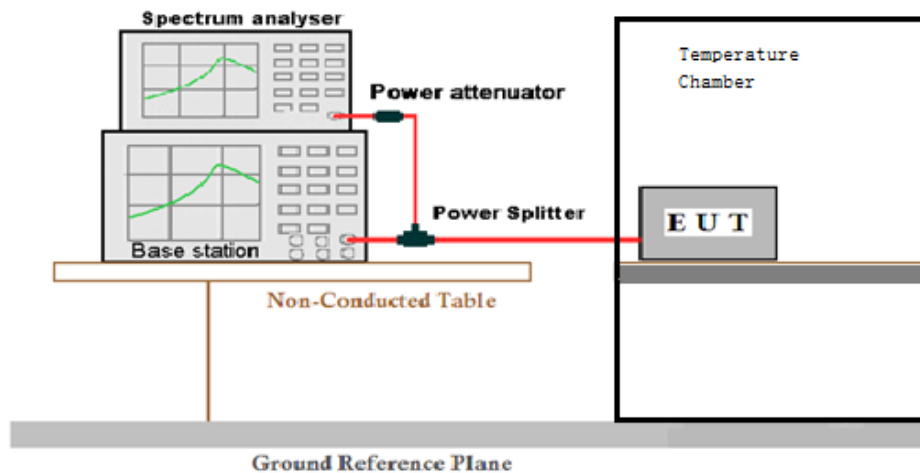 Spectrum analyser
Temperature
Chamber
Power attenuator
Power Splitter
E U T
Base station
Non-Conducted Table
Ground Reference Plane